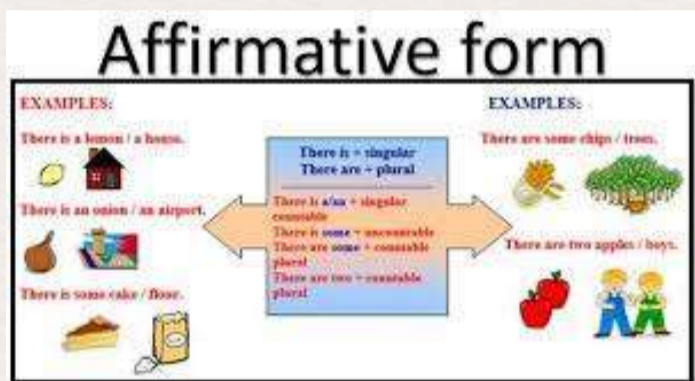 Affirmative form
EXAMPLES:
There is a lemon / a house.
There is an onion / an airport.
There is some cake / flour.
There is + singular
There are + plural
There is a/an + singular
countable
There is some + uncountable
There are some + countable
plural
There are two + countable
plural
EXAMPLES:
There are some chips / trees.
There are two apples / boys.